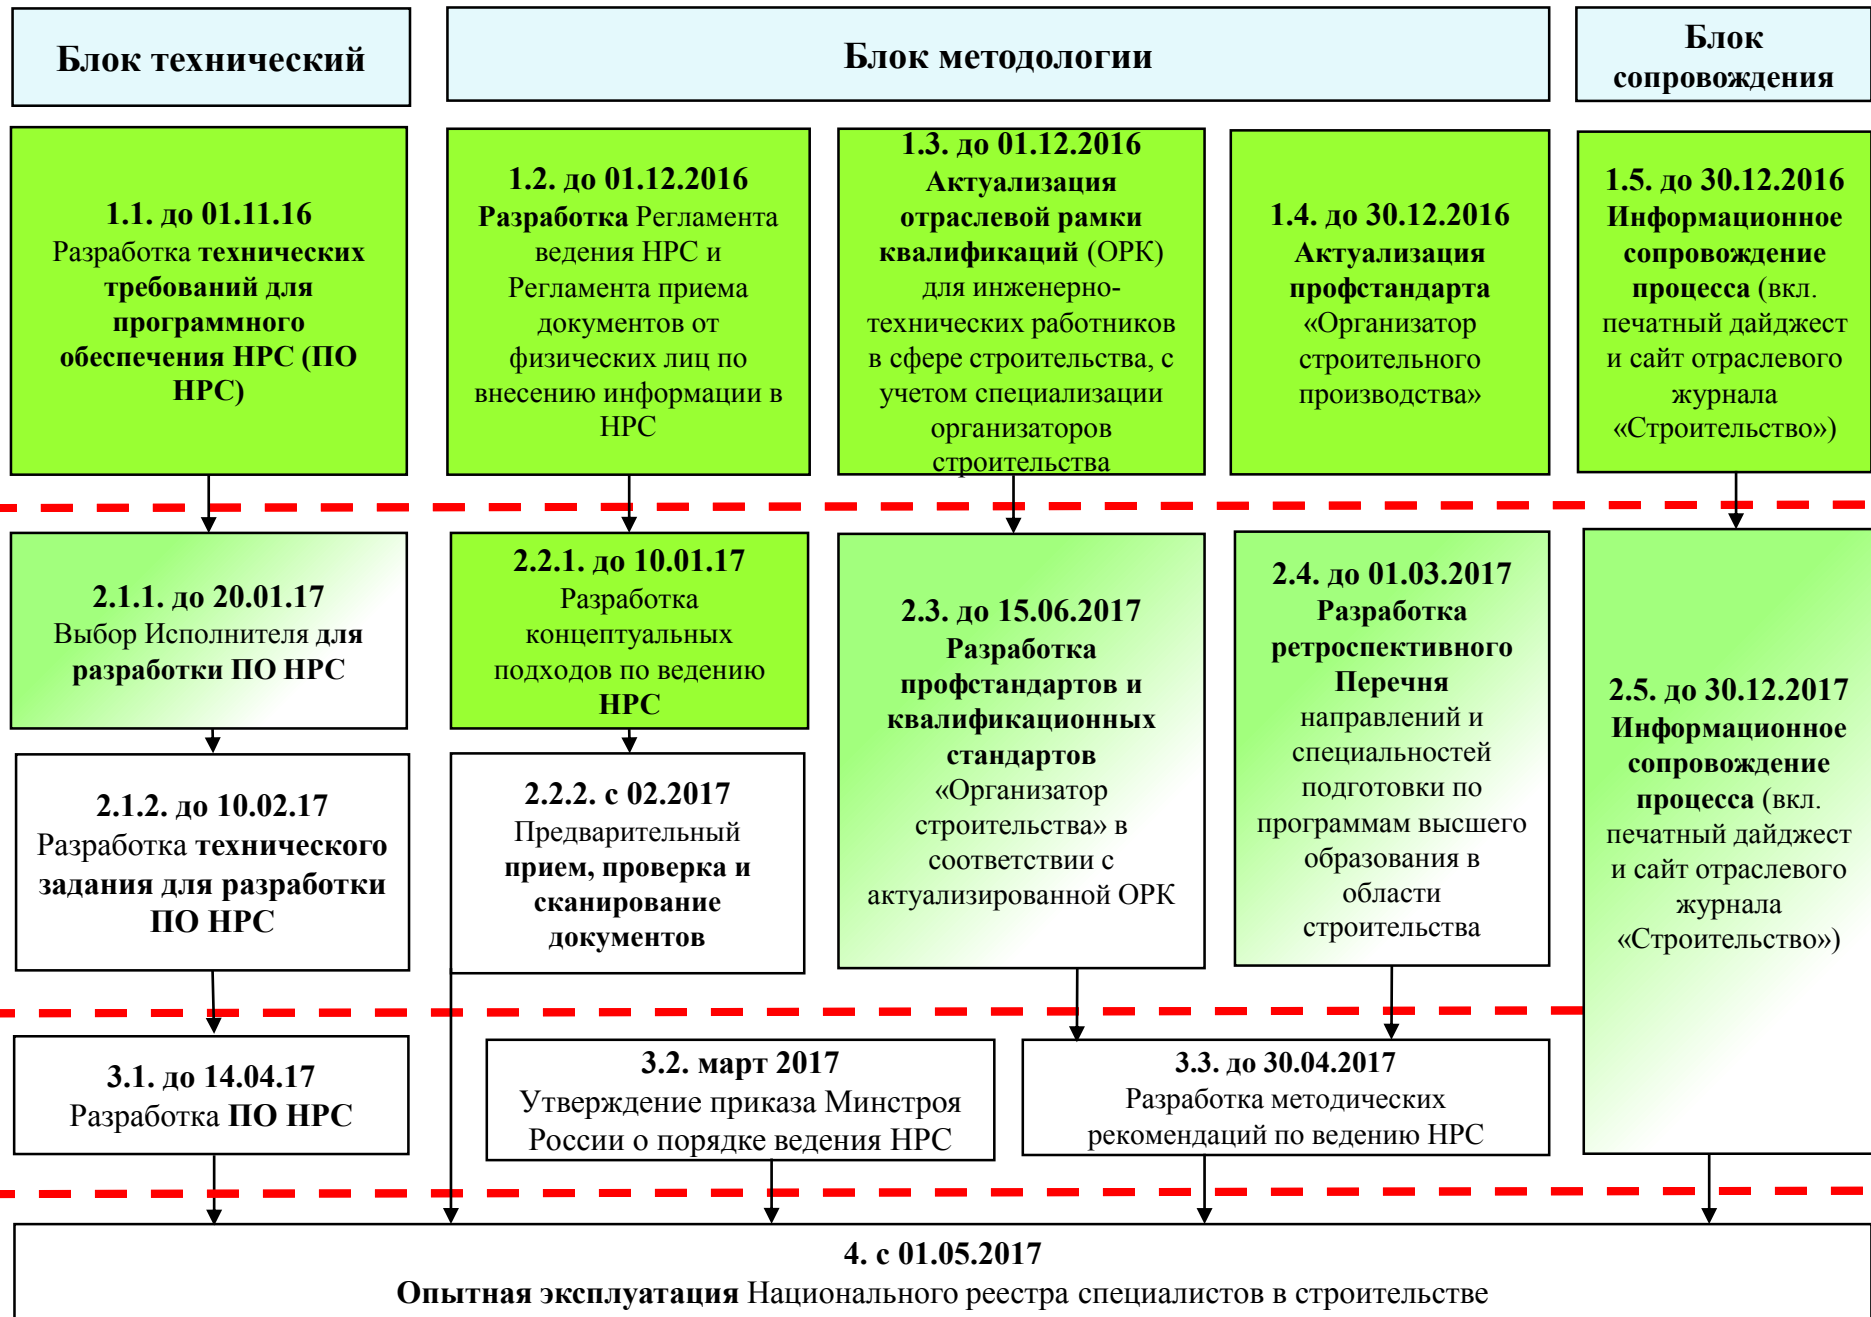 Блок технический
Блок методологии
Блок
сопровождения
1.1. до 01.11.16
Разработка технических
требований для
программного
обеспечения НРС (ПО
НРС)
1.2. до 01.12.2016
Разработка Регламента
ведения НРС и
Регламента приема
документов от
физических лиц по
внесению информации в
НРС
1.3. до 01.12.2016
Актуализация
отраслевой рамки
квалификаций (ОРК)
для инженерно-
технических работников
в сфере строительства, с
учетом специализации
организаторов
строительства
1.4. до 30.12.2016
Актуализация
профстандарта
«Организатор
строительного
производства»
1.5. до 30.12.2016
Информационное
сопровождение
процесса (вкл.
печатный дайджест
и сайт отраслевого
журнала
«Строительство»)
2.1.1. до 20.01.17
Выбор Исполнителя для
разработки ПО НРС
2.2.1. до 10.01.17
Разработка
концептуальных
подходов по ведению
НРС
2.3. до 15.06.2017
Разработка
профстандартов и
квалификационных
стандартов
«Организатор
строительства» в
соответствии с
актуализированной ОРК
2.4. до 01.03.2017
Разработка
ретроспективного
Перечня
направлений и
специальностей
подготовки по
программам высшего
образования в
области
строительства
2.5. до 30.12.2017
Информационное
сопровождение
процесса (вкл.
печатный дайджест
и сайт отраслевого
журнала
«Строительство»)
2.1.2. до 10.02.17
Разработка технического
задания для разработки
ПО НРС
2.2.2. с 02.2017
Предварительный
прием, проверка и
сканирование
документов
3.1. до 14.04.17
Разработка ПО НРС
3.2. март 2017
Утверждение приказа Минстроя
России о порядке ведения НРС
3.3. до 30.04.2017
Разработка методических
рекомендаций по ведению НРС
4. с 01.05.2017
Опытная эксплуатация Национального реестра специалистов в строительстве